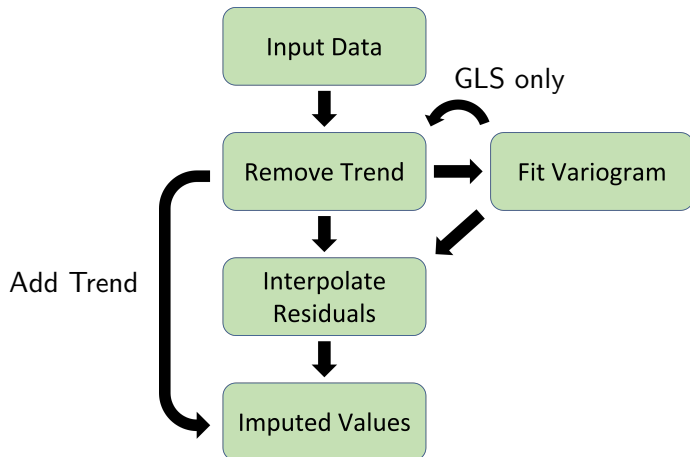 Input Data
GLS only
Remove Trend
Fit Variogram
Add Trend
Interpolate
Residuals
Imputed Values